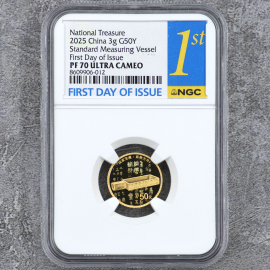 National Treasure
2025 China 3g G50Y
Standard Measuring Vessel
First Day of Issue
PF 70 ULTRA CAMEO
8609906-012
1st
NGC
FIRST DAY OF ISSUE
50